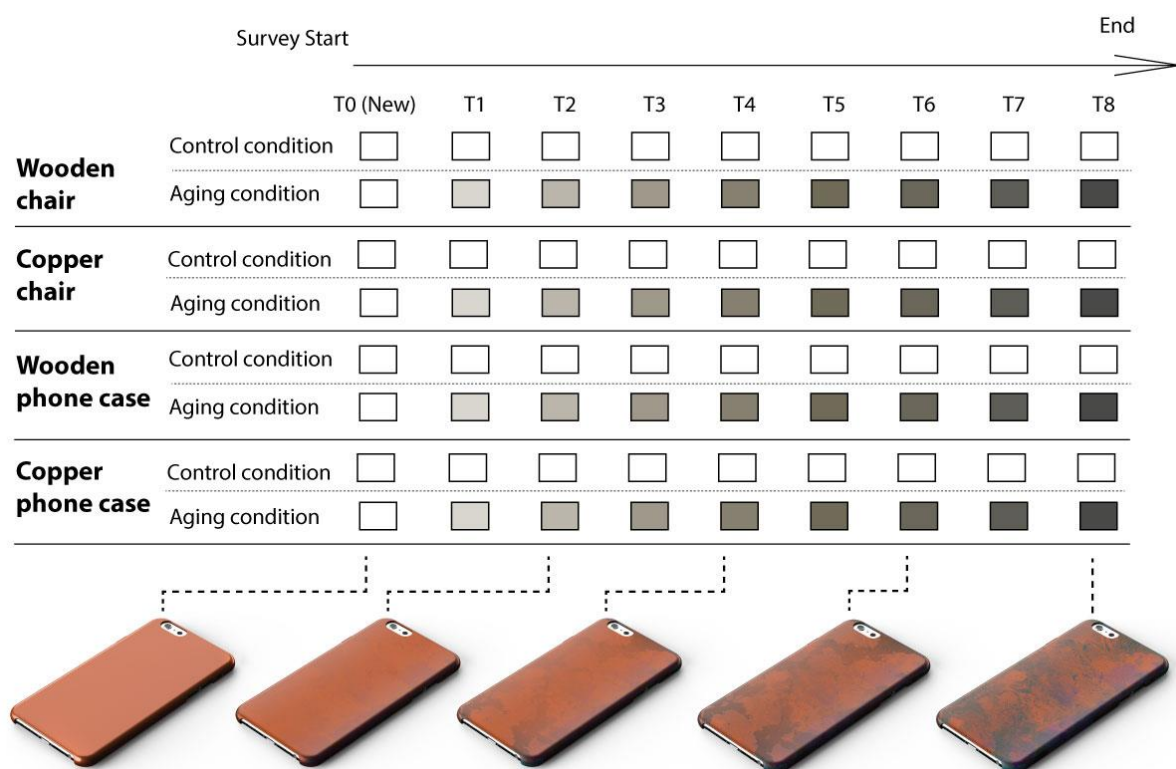 Survey Start
End
T0 (New) T1 T2 T3 T4 T5 T6 T7 T8
Wooden
chair
Control condition
Aging condition
Copper
chair
Control condition
Aging condition
Wooden
phone case
Control condition
Aging condition
Copper
phone case
Control condition
Aging condition